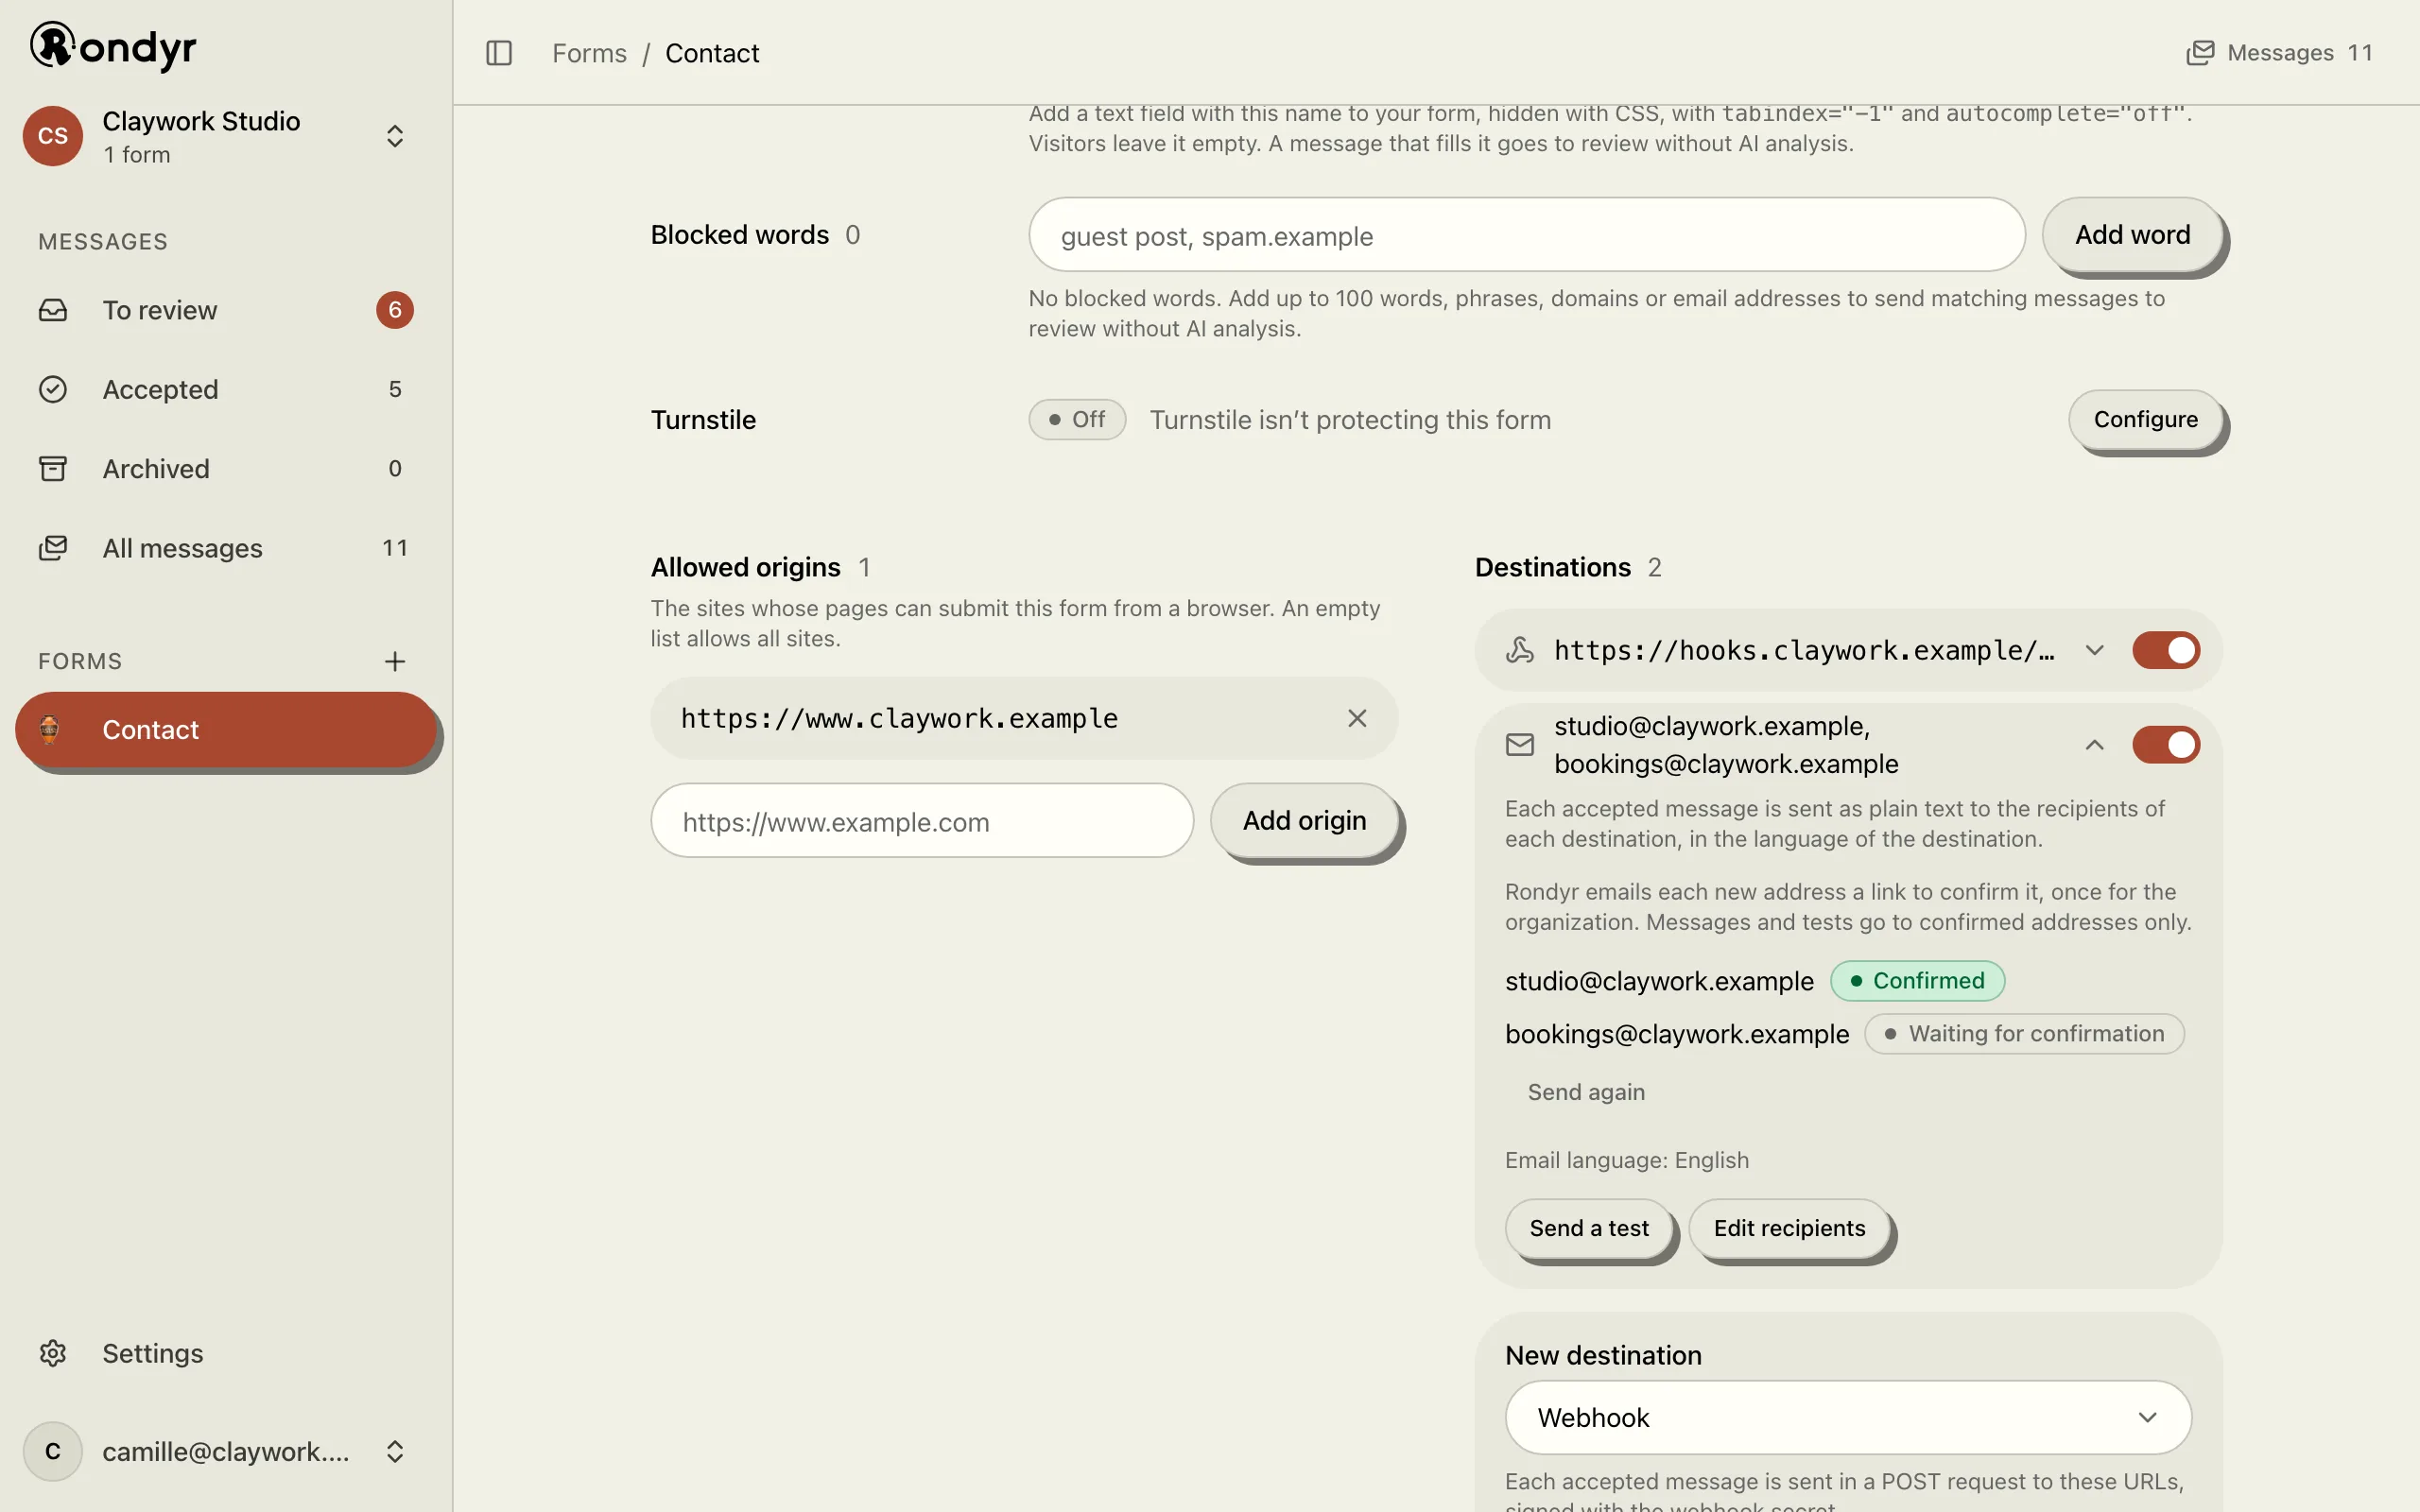 Rondyr
CS
Claywork Studio
1 form
MESSAGES
To review 6
Accepted 5
Archived 0
All messages 11
FORMS
Contact
Settings
C
camille@claywork....
Forms / Contact
Messages 11
Add a text field with this name to your form, hidden with CSS, with tabindex="-1" and autocomplete="off".
Visitors leave it empty. A message that fills it goes to review without AI analysis.
Blocked words 0
guest post, spam.example
Add word
No blocked words. Add up to 100 words, phrases, domains or email addresses to send matching messages to
review without AI analysis.
Turnstile
Off
Turnstile isn’t protecting this form
Configure
Allowed origins 1
The sites whose pages can submit this form from a browser. An empty
list allows all sites.
https://www.claywork.example
https://www.example.com
Add origin
Destinations 2
https://hooks.claywork.example/…
studio@claywork.example,
bookings@claywork.example
Each accepted message is sent as plain text to the recipients of
each destination, in the language of the destination.
Rondyr emails each new address a link to confirm it, once for the
organization. Messages and tests go to confirmed addresses only.
studio@claywork.example Confirmed
bookings@claywork.example Waiting for confirmation
Send again
Email language: English
Send a test
Edit recipients
New destination
Webhook
Each accepted message is sent in a POST request to these URLs,
signed with the webhook secret